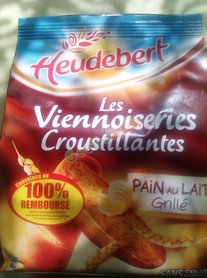 Heudebert
Les
Viennoiseries
Croustillantes
PAiN AU LAiT
Grillé
100%
REMBOURSÉ